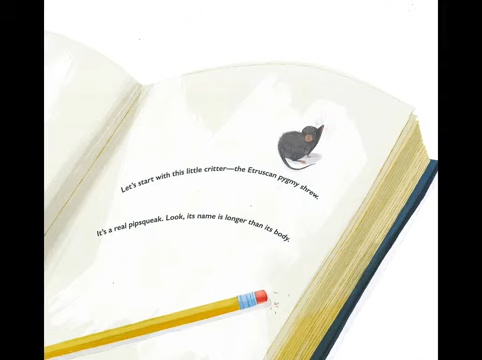 Let's start with this little critter—the Etruscan pygmy shrew.
It's a real pipsqueak. Look, its name is longer than its body.